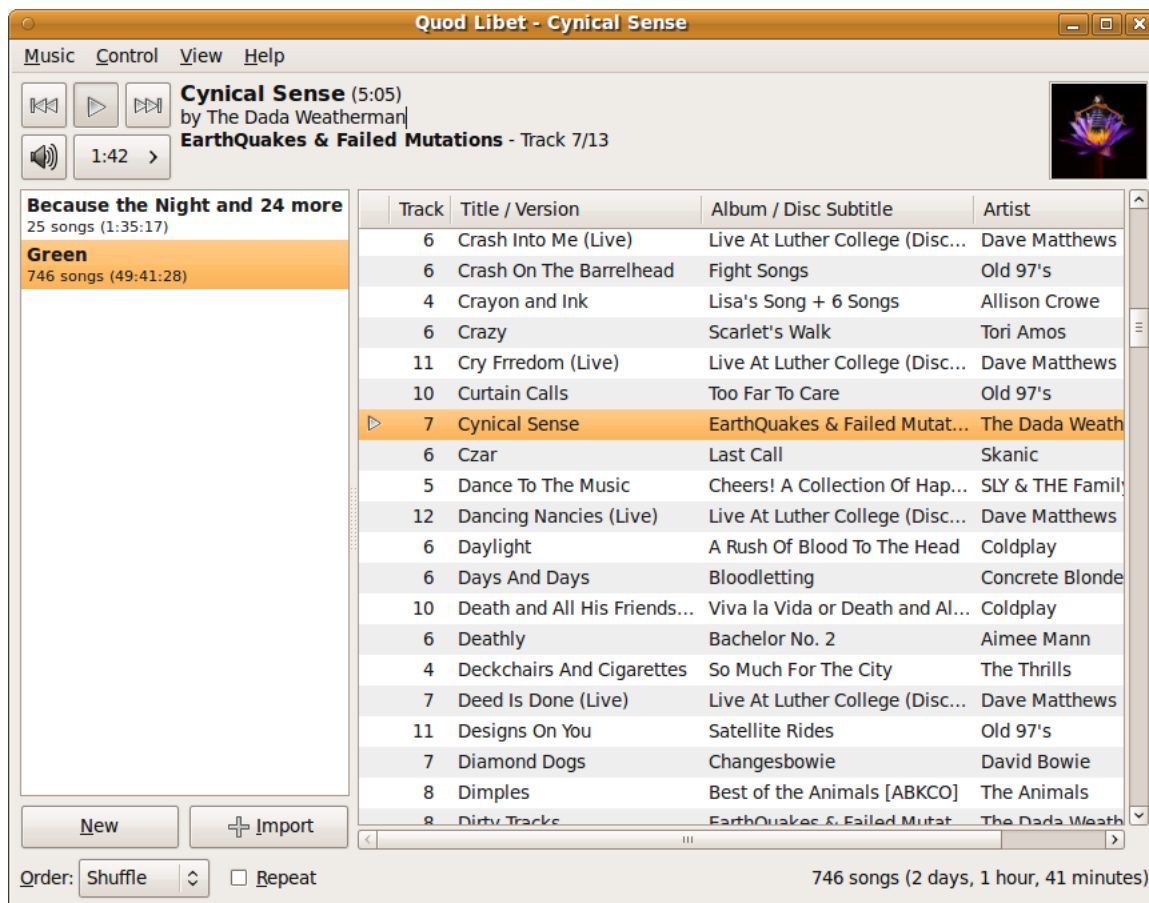 Quod Libet - Cynical Sense
Music Control View Help
Cynical Sense (5:05)
by The Dada Weatherman
EarthQuakes & Failed Mutations - Track 7/13
1:42
Because the Night and 24 more
25 songs (1:35:17)
Green
746 songs (49:41:28)
Track Title / Version Album / Disc Subtitle Artist
6 Crash Into Me (Live) Live At Luther College (Disc... Dave Matthews
6 Crash On The Barrelhead Fight Songs Old 97's
4 Crayon and Ink Lisa's Song + 6 Songs Allison Crowe
6 Crazy Scarlet's Walk Tori Amos
11 Cry Frredom (Live) Live At Luther College (Disc... Dave Matthews
10 Curtain Calls Too Far To Care Old 97's
7 Cynical Sense EarthQuakes & Failed Mutat... The Dada Weath
6 Czar Last Call Skanic
5 Dance To The Music Cheers! A Collection Of Hap... SLY & THE Family
12 Dancing Nancies (Live) Live At Luther College (Disc... Dave Matthews
6 Daylight A Rush Of Blood To The Head Coldplay
6 Days And Days Bloodletting Concrete Blonde
10 Death and All His Friends... Viva la Vida or Death and Al... Coldplay
6 Deathly Bachelor No. 2 Aimee Mann
4 Deckchairs And Cigarettes So Much For The City The Thrills
7 Deed Is Done (Live) Live At Luther College (Disc... Dave Matthews
11 Designs On You Satellite Rides Old 97's
7 Diamond Dogs Changesbowie David Bowie
8 Dimples Best of the Animals [ABKCO] The Animals
8 Dirty Tracks EarthQuakes & Failed Mutat... The Dada Weath
New Import
Order: Shuffle Repeat 746 songs (2 days, 1 hour, 41 minutes)